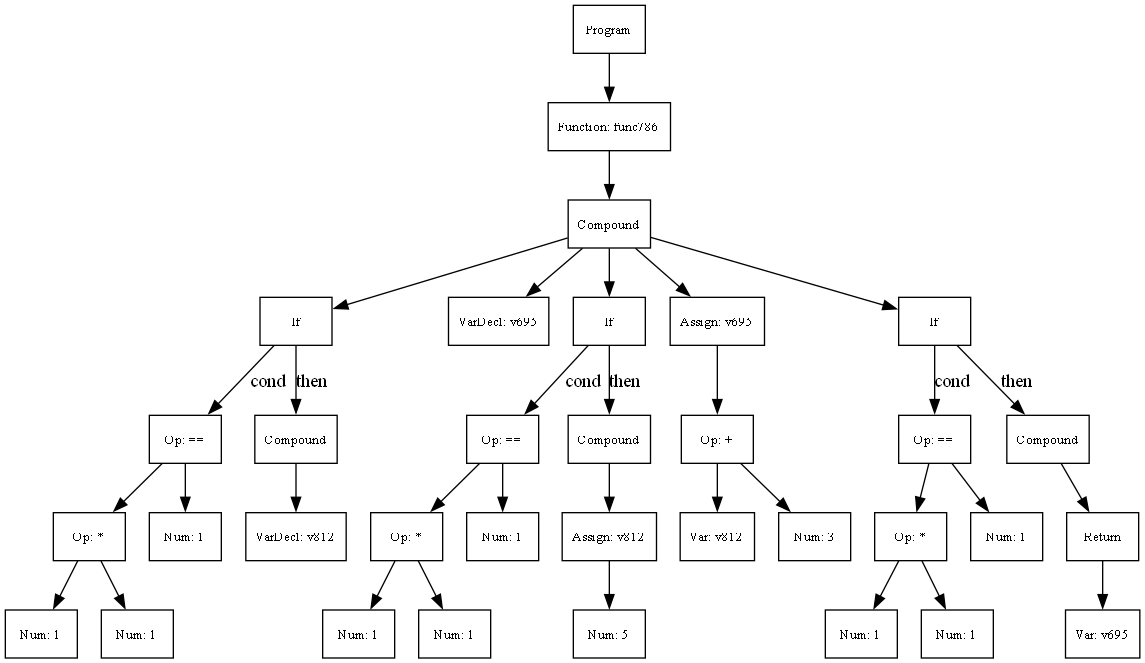 Program
Function: func786
Compound
If
VarDecl: v695
If
Assign: v695
If
cond
then
cond
then
cond
then
Op: ==
Compound
Op: ==
Compound
Op: +
Op: ==
Compound
Op: *
Num: 1
VarDecl: v812
Op: *
Num: 1
Assign: v812
Var: v812
Num: 3
Op: *
Num: 1
Return
Num: 1
Num: 1
Num: 1
Num: 1
Num: 5
Num: 1
Num: 1
Var: v695